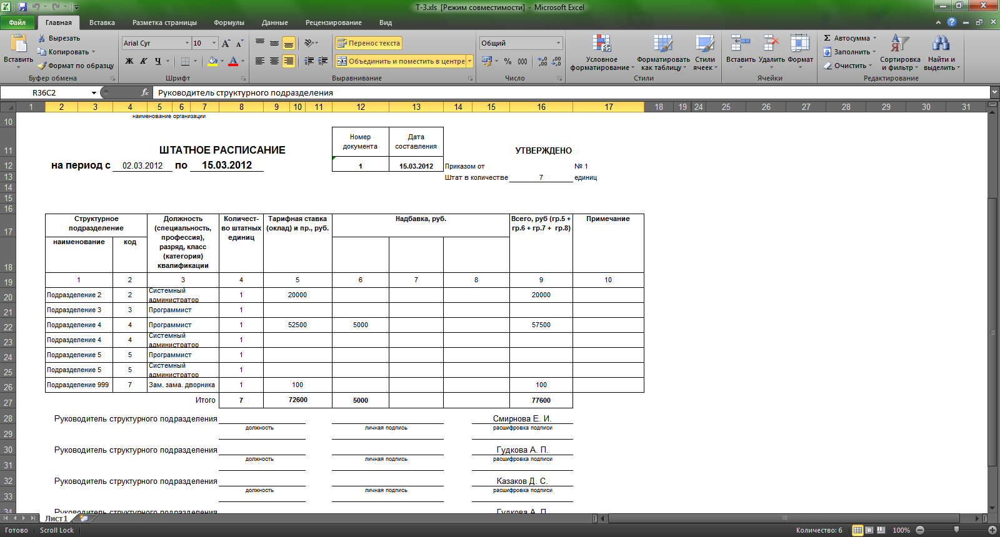 T-3.xls [Режим совместимости] - Microsoft Excel
Файл Главная Вставка Разметка страницы Формулы Данные Рецензирование Вид
Вставить
Вырезать
Копировать
Формат по образцу
Буфер обмена
Arial Cyr 10
Ж К Ч
Шрифт
Перенос текста
Объединить и поместить в центре
Выравнивание
Общий
% 000
Число
Условное форматирование
Форматировать как таблицу
Стили ячеек
Стили
Вставить Удалить Формат
Ячейки
Σ Автосумма
Заполнить
Очистить
Сортировка и фильтр
Найти и выделить
Редактирование
R36C2 fx Руководитель структурного подразделения
1 2 3 4 5 6 7 8 9 10 11 12 13 14 15 16 17 18 19 24 25 26 27 28 29 30 31
10 наименование организации
Номер документа Дата составления
11 ШТАТНОЕ РАСПИСАНИЕ УТВЕРЖДЕНО
12 на период с 02.03.2012 по 15.03.2012 1 15.03.2012 Приказом от № 1
13 Штат в количестве 7 единиц
14
15
16
17 Структурное подразделение Должность (специальность, профессия), разряд, класс (категория) квалификации Количест-во штатных единиц Тарифная ставка (оклад) и пр., руб. Надбавка, руб. Всего, руб (гр.5 + гр.6 + гр.7 + гр.8) Примечание
18 наименование код
19 1 2 3 4 5 6 7 8 9 10
20 Подразделение 2 2 Системный администратор 1 20000 20000
21 Подразделение 3 3 Программист 1
22 Подразделение 4 4 Программист 1 52500 5000 57500
23 Подразделение 4 4 Системный администратор 1
24 Подразделение 5 5 Программист 1
25 Подразделение 5 5 Системный администратор 1
26 Подразделение 999 7 Зам. зама. дворника 1 100 100
27 Итого 7 72600 5000 77600
28 Руководитель структурного подразделения Смирнова Е. И.
29 должность личная подпись расшифровка подписи
30 Руководитель структурного подразделения Гудкова А. П.
31 должность личная подпись расшифровка подписи
32 Руководитель структурного подразделения Казаков Д. С.
33 должность личная подпись расшифровка подписи
34 Руководитель структурного подразделения Гудкова А. П.
Лист1
Готово Scroll Lock Количество: 6 100%